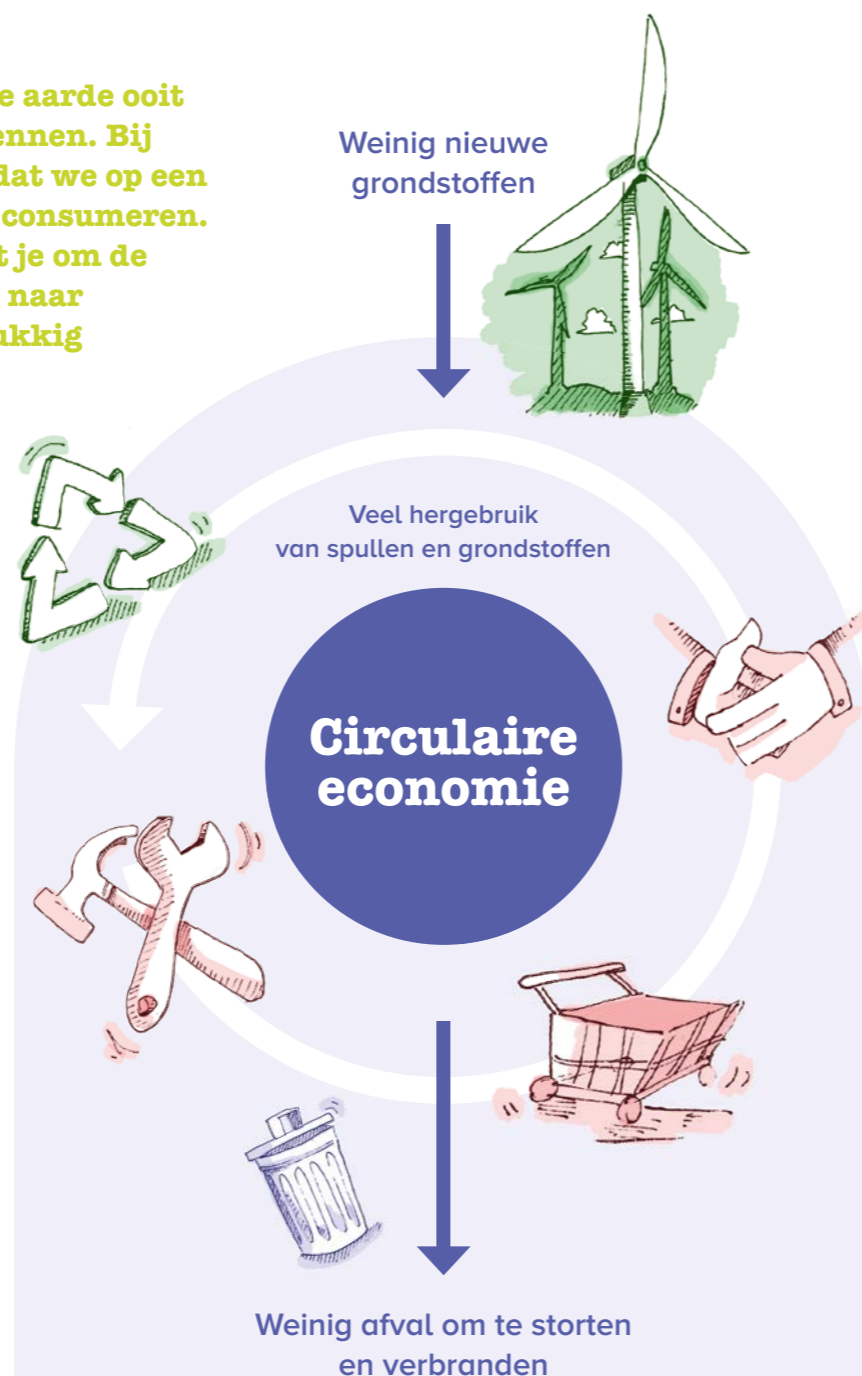 e aarde ooit
ennen. Bij
dat we op een
consumeren.
t je om de
naar
ukkig
Weinig nieuwe
grondstoffen
Veel hergebruik
van spullen en grondstoffen
Circulaire
economie
Weinig afval om te storten
en verbranden